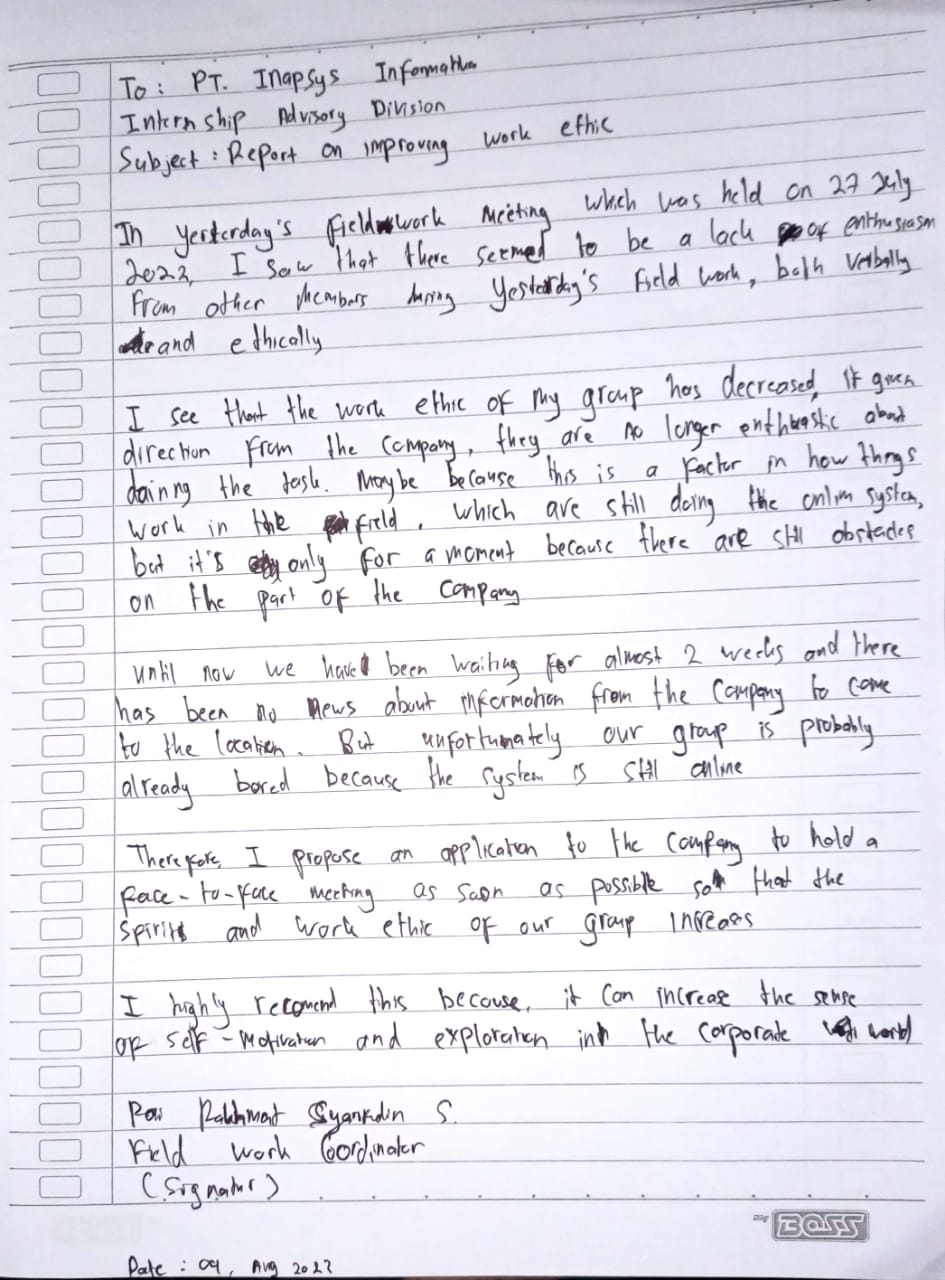 To : PT. Inapsys Informatika
Internship Advisory Division
Subject : Report on improving work ethic
In yesterday's field work Meeting which was held on 27 July
2023, I saw that there seemed to be a lack of enthusiasm
from other members during yesterday's field work, both verbally
and ethically
I see that the work ethic of my group has decreased, if given
direction from the company, they are no longer enthuastic about
doinng the task. Maybe because this is a factor in how things
work in the field, which are still doing the onlin system,
but it's only for a moment because there are still obstacles
on the part of the company
until now we have been waiting for almost 2 weeks and there
has been no news about information from the company to come
to the location. But unfortunately our group is probably
already bored because the system is still online
Therefore, I propose an application to the company to hold a
face-to-face meeting as soon as possible so that the
spirits and work ethic of our group increases
I highly recomend this because, it can increase the sense
of self-motivation and exploration in the corporate world
Rakhmat S.
Field work Coordinator
(Signatur)
Big BOSS
Date : 04, Aug 2023